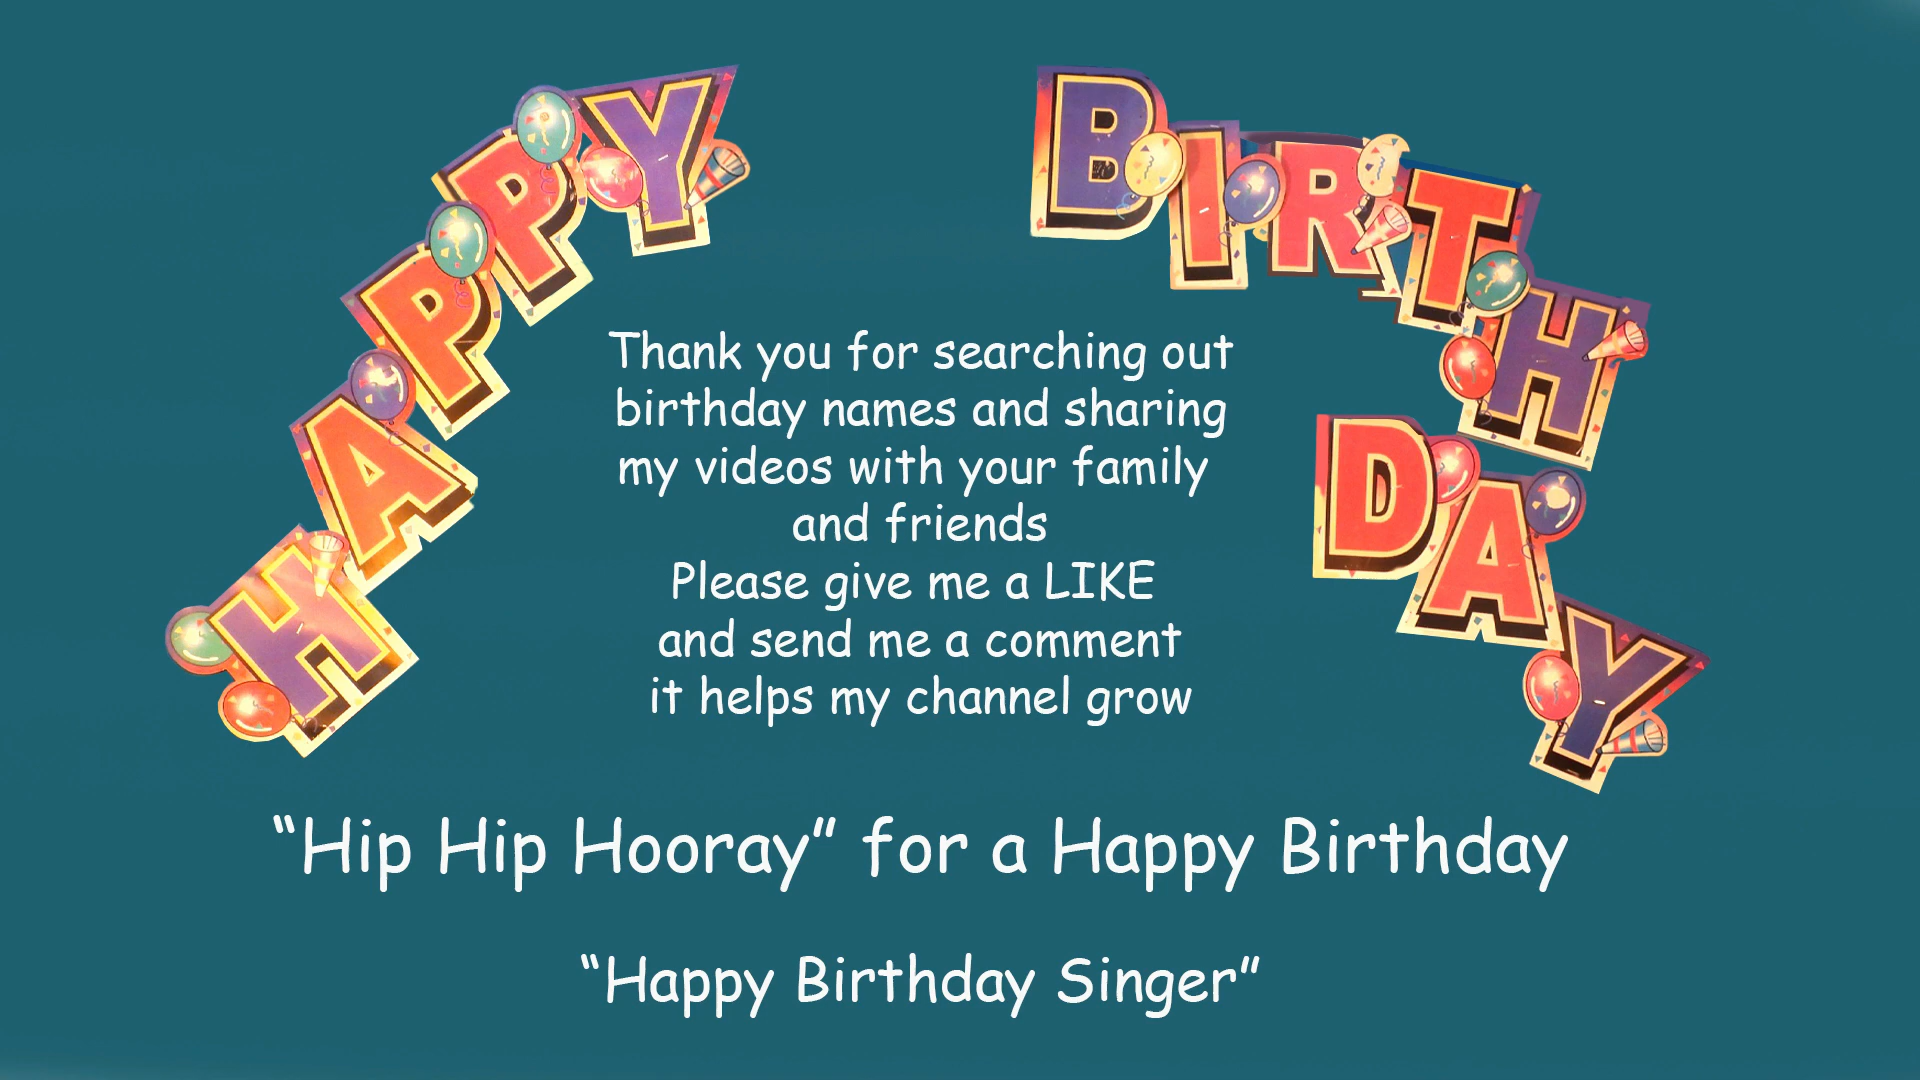 HAPPY
BIRTH
DAY
Thank you for searching out
birthday names and sharing
my videos with your family
and friends
Please give me a LIKE
and send me a comment
it helps my channel grow
“Hip Hip Hooray” for a Happy Birthday
“Happy Birthday Singer”